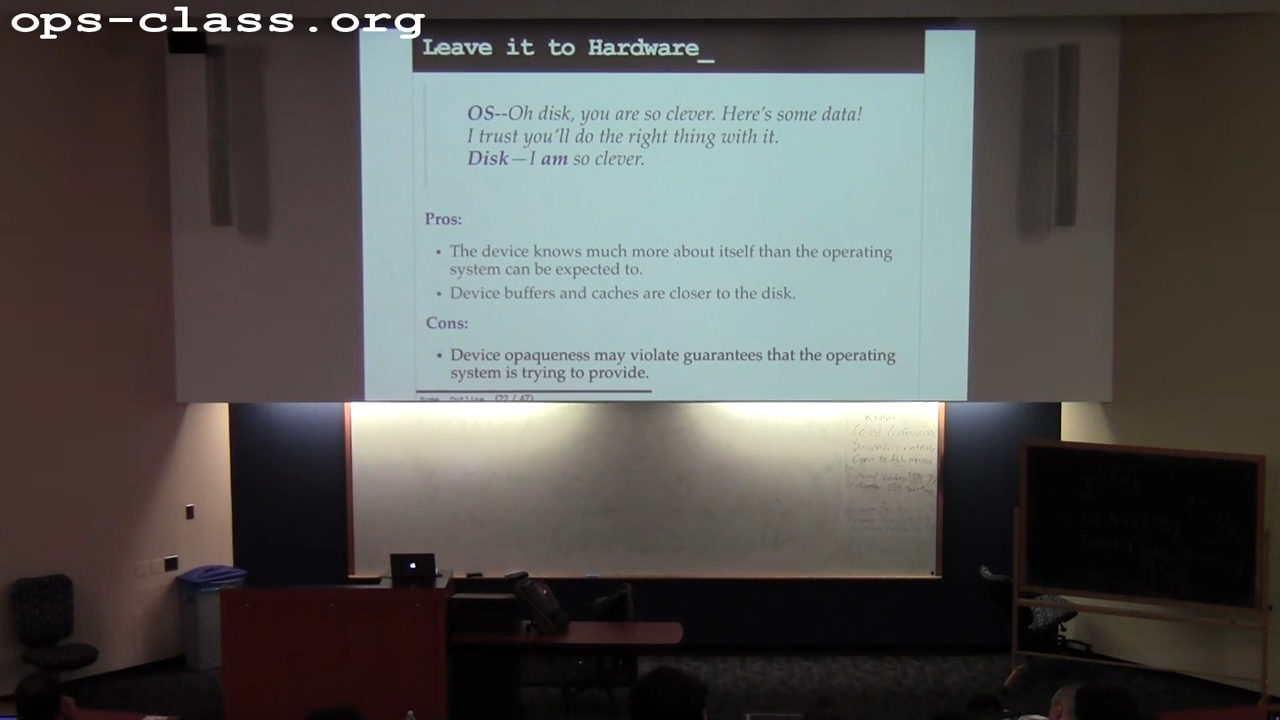 ops-class.org
Leave it to Hardware_
OS--Oh disk, you are so clever. Here's some data!
I trust you'll do the right thing with it.
Disk—I am so clever.
Pros:
• The device knows much more about itself than the operating
system can be expected to.
• Device buffers and caches are closer to the disk.
Cons:
• Device opaqueness may violate guarantees that the operating
system is trying to provide.
(22 / 47)